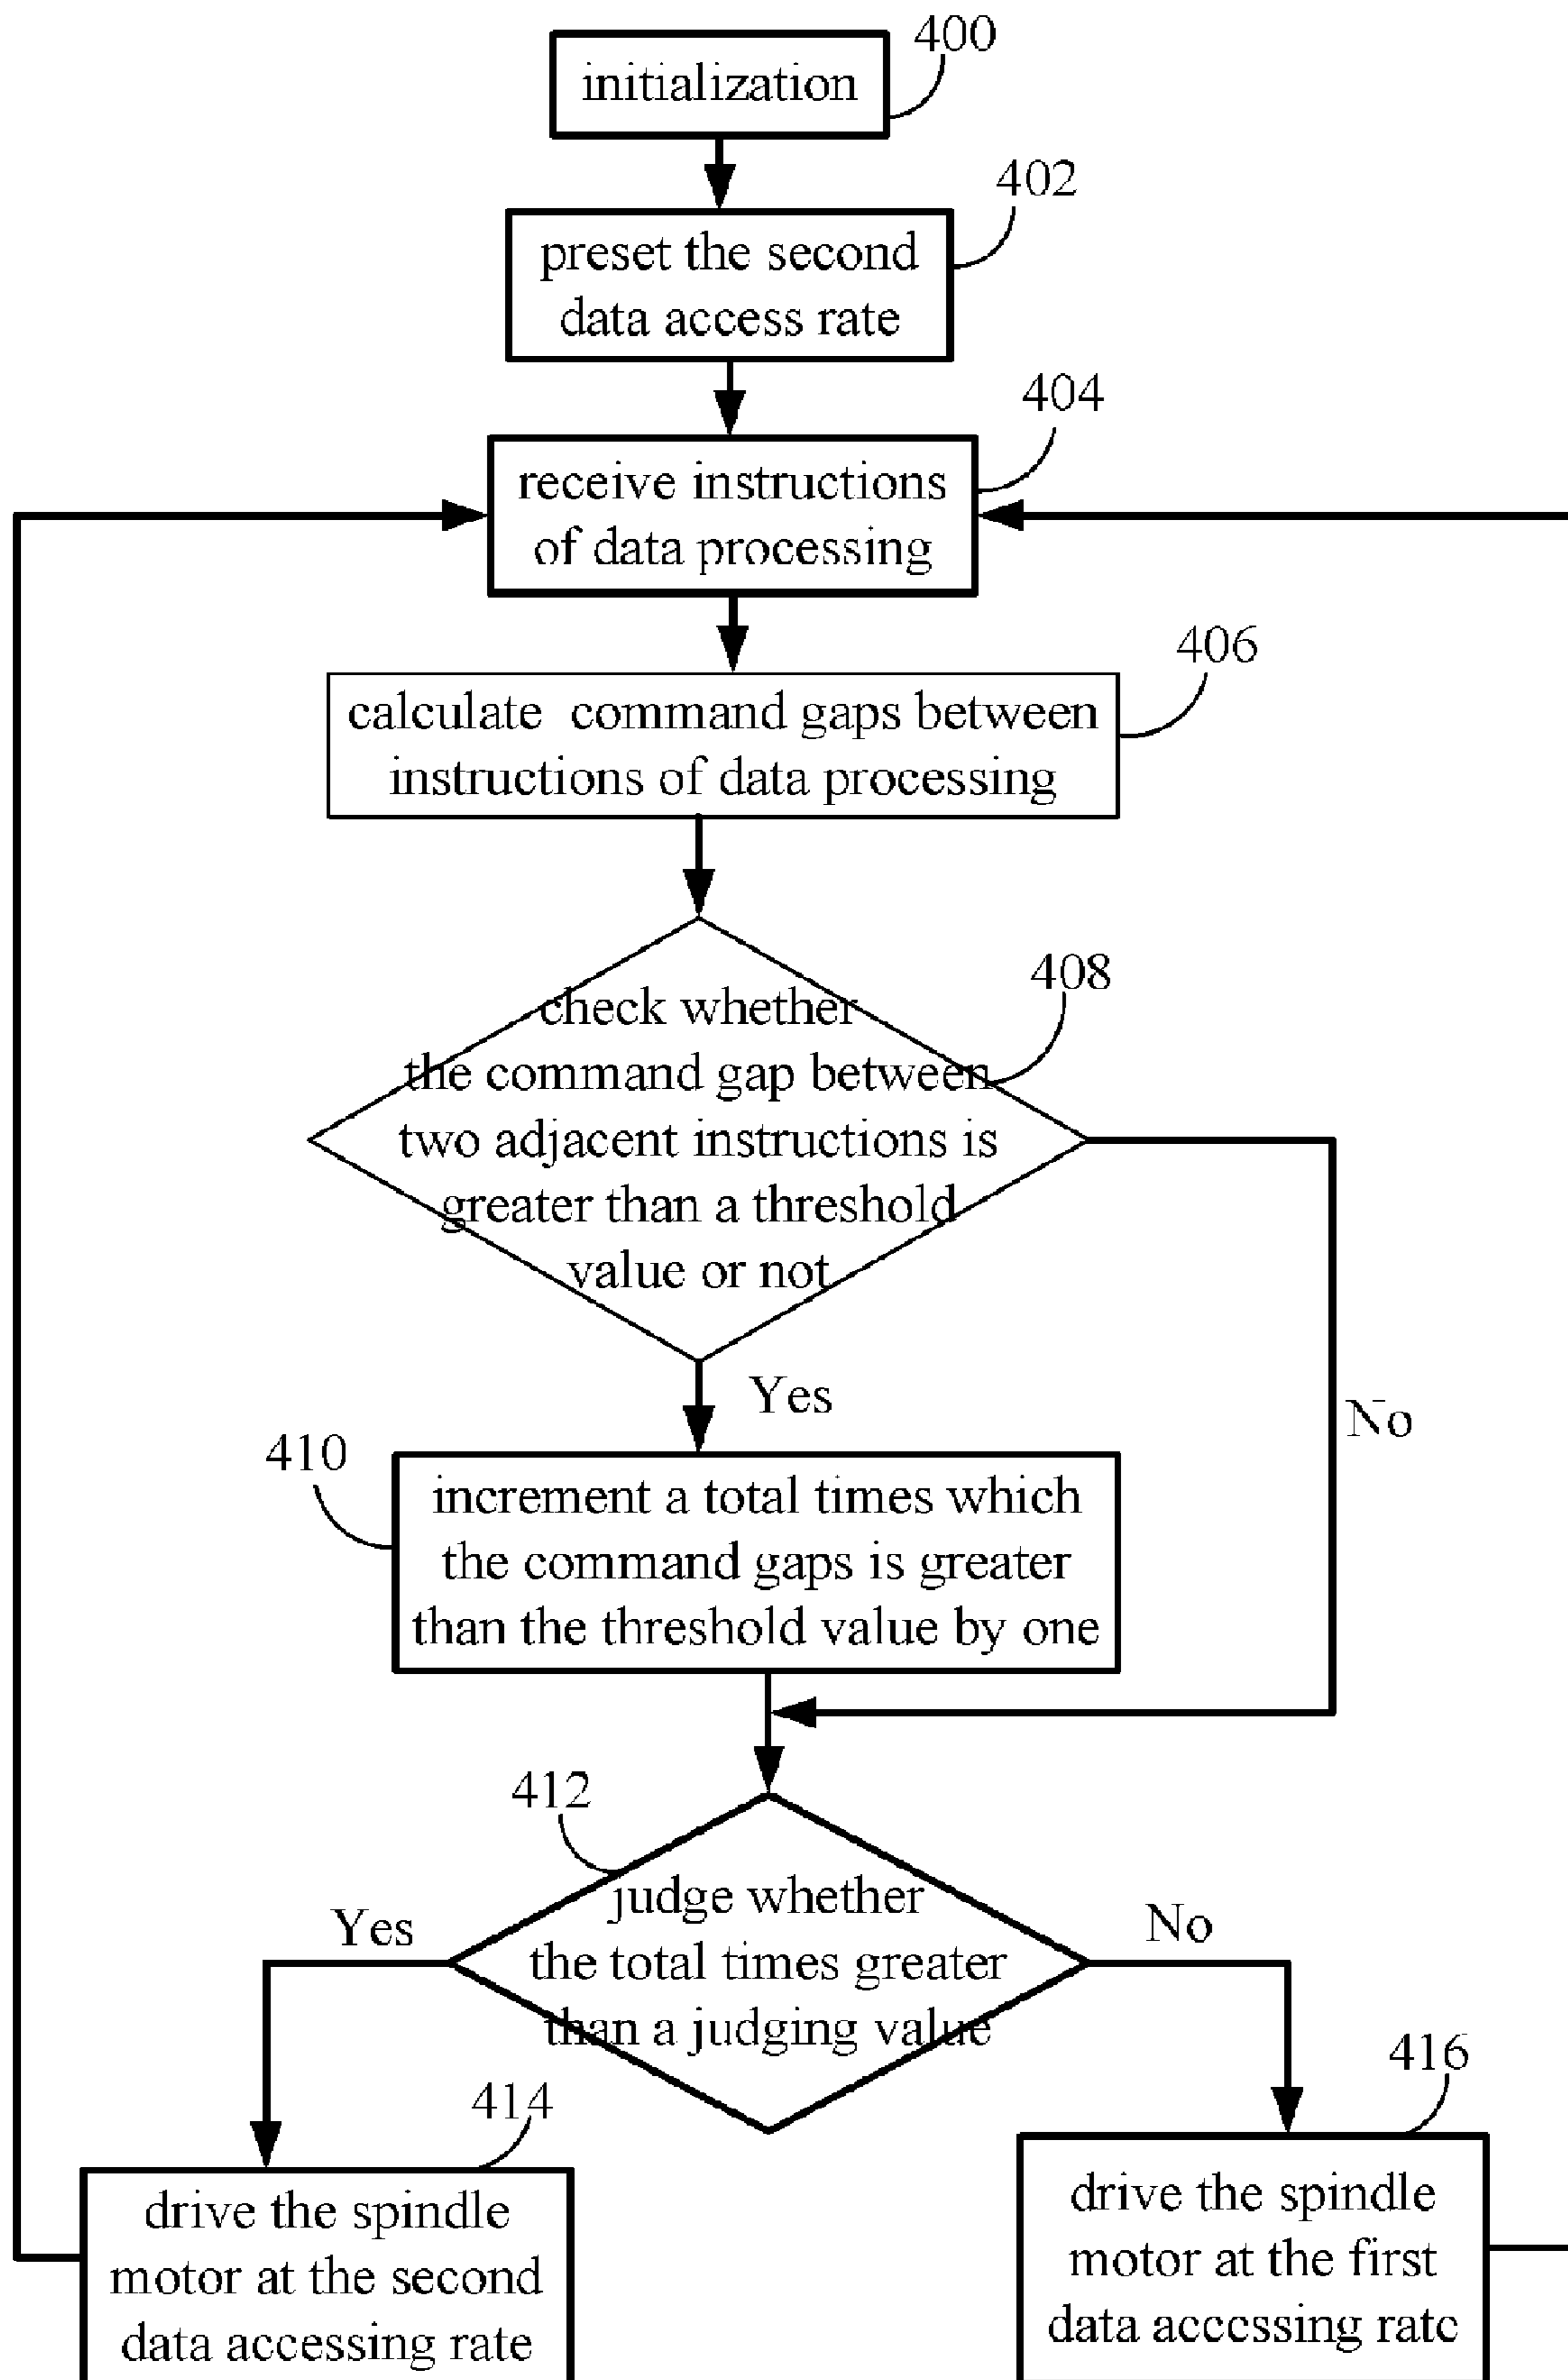 400
initialization
402
preset the second
data access rate
404
receive instructions
of data processing
406
calculate command gaps between
instructions of data processing
408
check whether
the command gap between
two adjacent instructions is
greater than a threshold
value or not
Yes
No
410
increment a total times which
the command gaps is greater
than the threshold value by one
412
judge whether
the total times greater
than a judging value
Yes
No
414
drive the spindle
motor at the second
data accessing rate
416
drive the spindle
motor at the first
data accessing rate